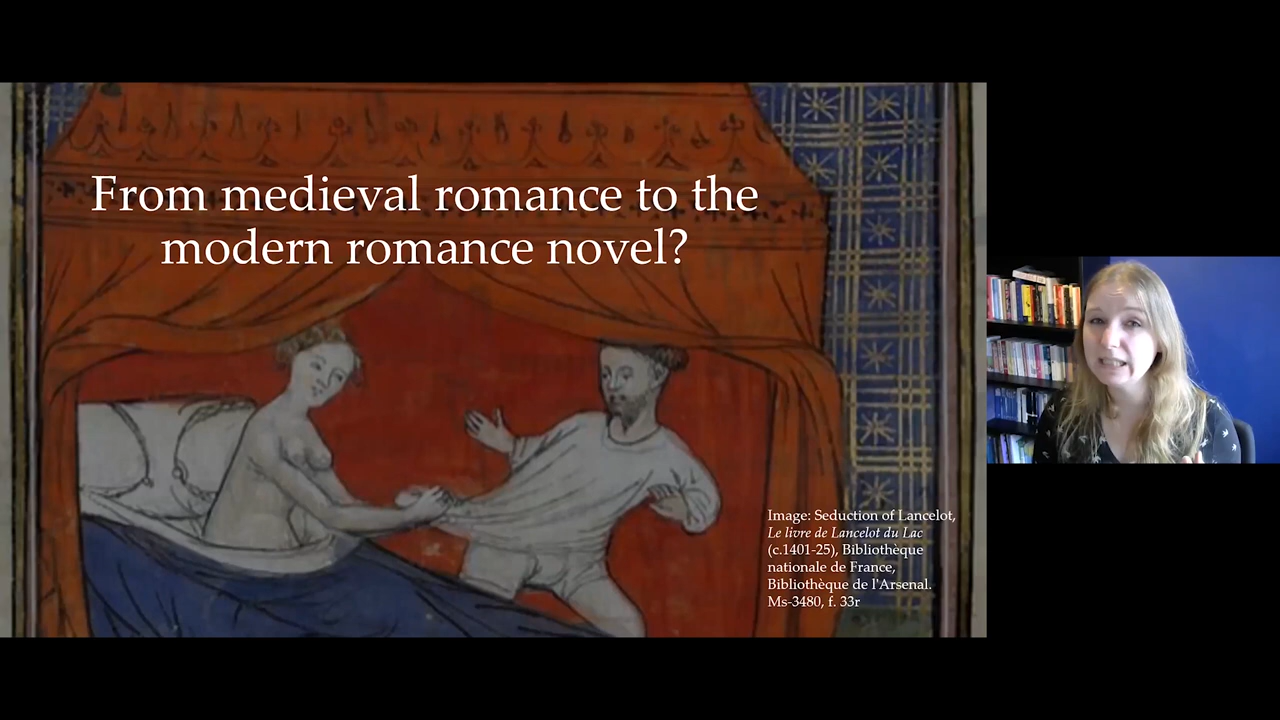 From medieval romance to the
modern romance novel?
Image: Seduction of Lancelot,
Le livre de Lancelot du Lac
(c.1401-25), Bibliothèque
nationale de France,
Bibliothèque de l'Arsenal.
Ms-3480, f. 33r